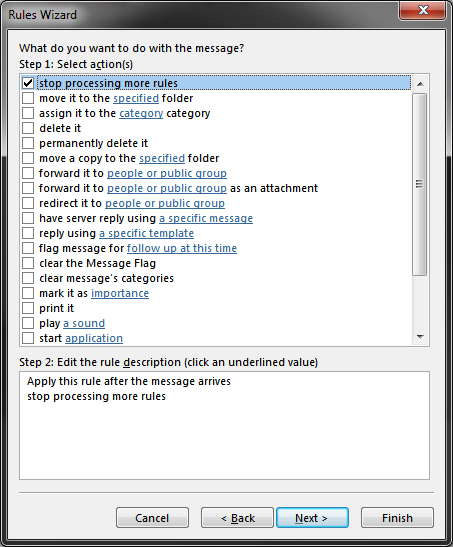 Rules Wizard
What do you want to do with the message?
Step 1: Select action(s)
stop processing more rules
move it to the specified folder
assign it to the category category
delete it
permanently delete it
move a copy to the specified folder
forward it to people or public group
forward it to people or public group as an attachment
redirect it to people or public group
have server reply using a specific message
reply using a specific template
flag message for follow up at this time
clear the Message Flag
clear message's categories
mark it as importance
print it
play a sound
start application
Step 2: Edit the rule description (click an underlined value)
Apply this rule after the message arrives
stop processing more rules
Cancel
< Back
Next >
Finish